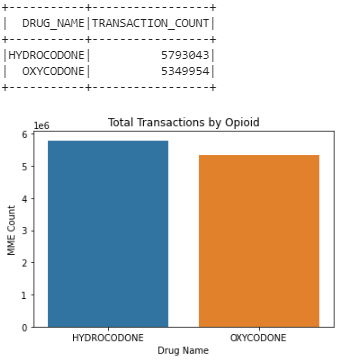 +-----------+-----------------+
|  DRUG_NAME|TRANSACTION_COUNT|
+-----------+-----------------+
|HYDROCODONE|          5793043|
|  OXYCODONE|          5349954|
+-----------+-----------------+
Total Transactions by Opioid
1e6
6
5
4
3
2
1
0
MME Count
HYDROCODONE OXYCODONE
Drug Name